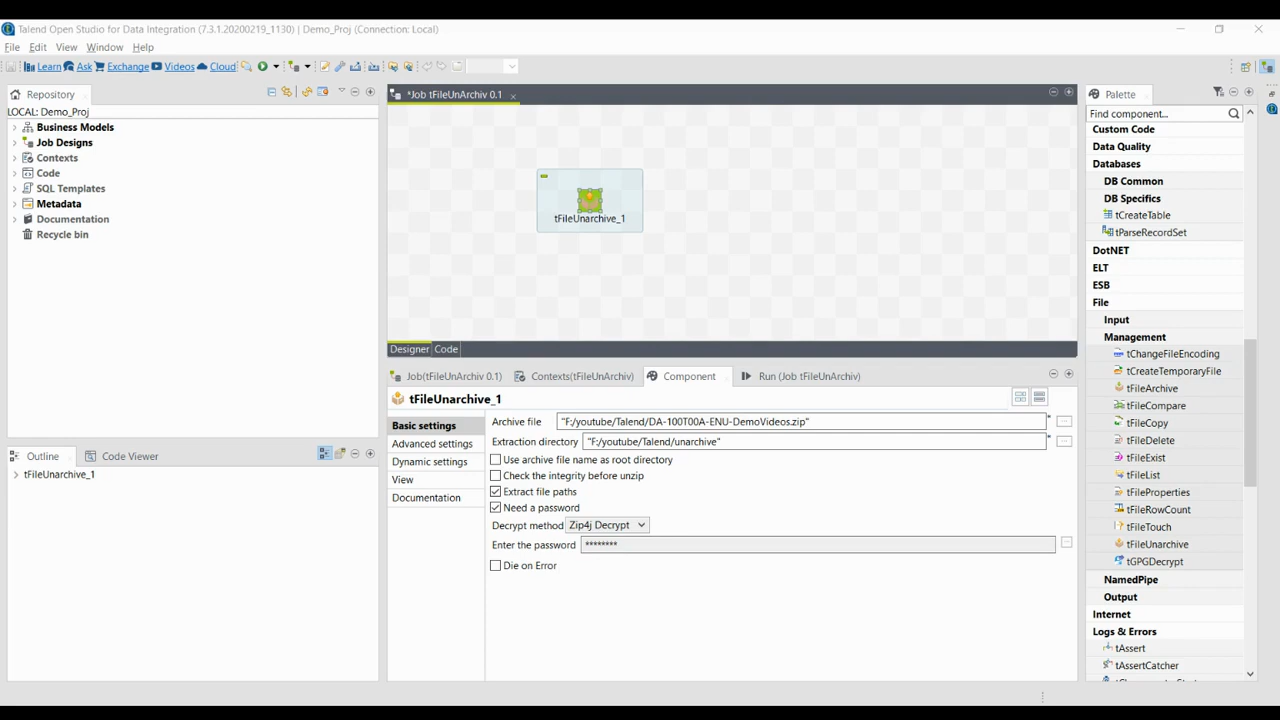 Talend Open Studio for Data Integration (7.3.1.20200219_1130) | Demo_Proj (Connection: Local)
File Edit View Window Help
Learn Ask Exchange Videos Cloud
Repository
LOCAL: Demo_Proj
Business Models
Job Designs
Contexts
Code
SQL Templates
Metadata
Documentation
Recycle bin
Outline Code Viewer
tFileUnarchive_1
*Job tFileUnArchiv 0.1
tFileUnarchive_1
Designer Code
Job(tFileUnArchiv 0.1) Contexts(tFileUnArchiv) Component Run (Job tFileUnArchiv)
tFileUnarchive_1
Basic settings
Advanced settings
Dynamic settings
View
Documentation
Archive file "F:/youtube/Talend/DA-100T00A-ENU-DemoVideos.zip" *
Extraction directory "F:/youtube/Talend/unarchive" *
Use archive file name as root directory
Check the integrity before unzip
Extract file paths
Need a password
Decrypt method Zip4j Decrypt
Enter the password ********
Die on Error
Palette
Find component...
Custom Code
Data Quality
Databases
DB Common
DB Specifics
tCreateTable
tParseRecordSet
DotNET
ELT
ESB
File
Input
Management
tChangeFileEncoding
tCreateTemporaryFile
tFileArchive
tFileCompare
tFileCopy
tFileDelete
tFileExist
tFileList
tFileProperties
tFileRowCount
tFileTouch
tFileUnarchive
tGPGDecrypt
NamedPipe
Output
Internet
Logs & Errors
tAssert
tAssertCatcher